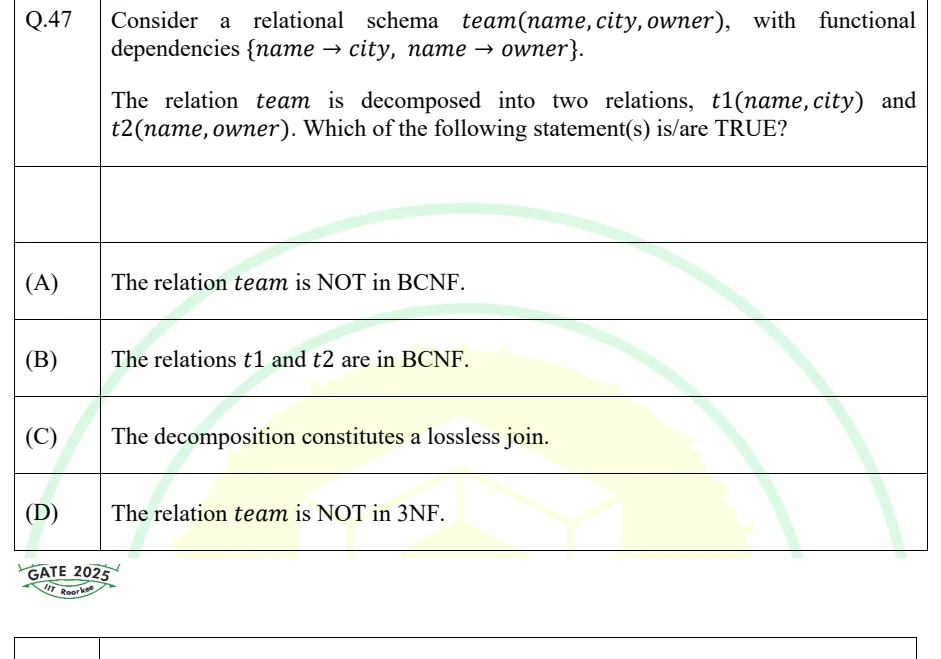 Q.47 Consider a relational schema team(name, city, owner), with functional
dependencies {name → city, name → owner}.
The relation team is decomposed into two relations, t1(name, city) and
t2(name, owner). Which of the following statement(s) is/are TRUE?
(A) The relation team is NOT in BCNF.
(B) The relations t1 and t2 are in BCNF.
(C) The decomposition constitutes a lossless join.
(D) The relation team is NOT in 3NF.
GATE 2025
IIT Roorkee